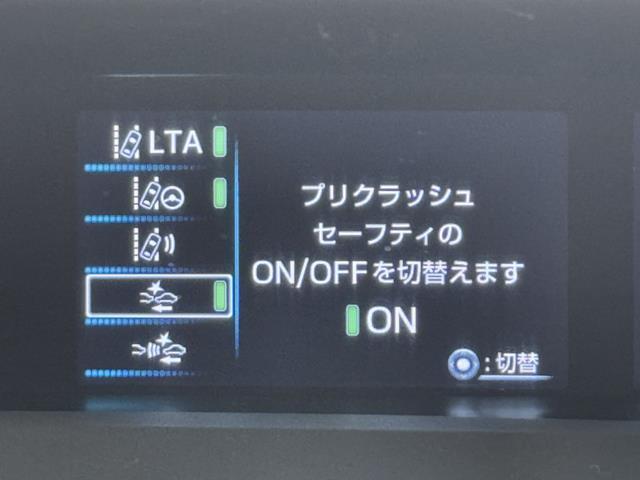 LTA
プリクラッシュ
セーフティの
ON/OFFを切替えます
ON
:切替